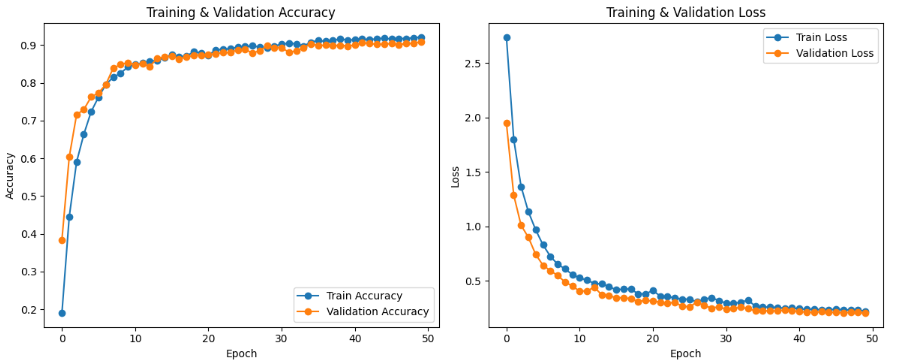 Training & Validation Accuracy
Accuracy
0.9
0.8
0.7
0.6
0.5
0.4
0.3
0.2
Train Accuracy
Validation Accuracy
0
10
20
30
40
50
Epoch
Training & Validation Loss
Loss
2.5
2.0
1.5
1.0
0.5
Train Loss
Validation Loss
0
10
20
30
40
50
Epoch